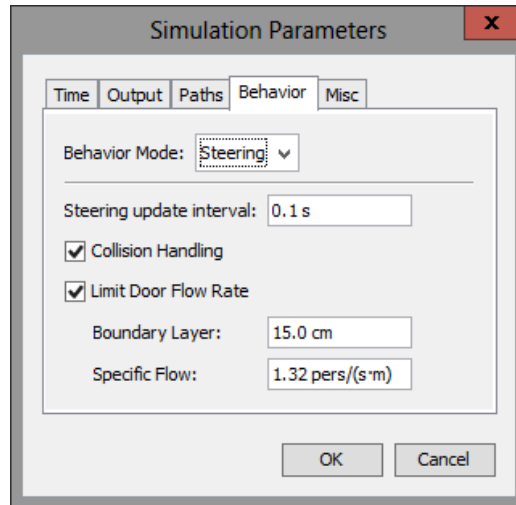 Simulation Parameters
x
Time Output Paths Behavior Misc
Behavior Mode: Steering
Steering update interval: 0.1 s
Collision Handling
Limit Door Flow Rate
Boundary Layer: 15.0 cm
Specific Flow: 1.32 pers/(s·m)
OK Cancel